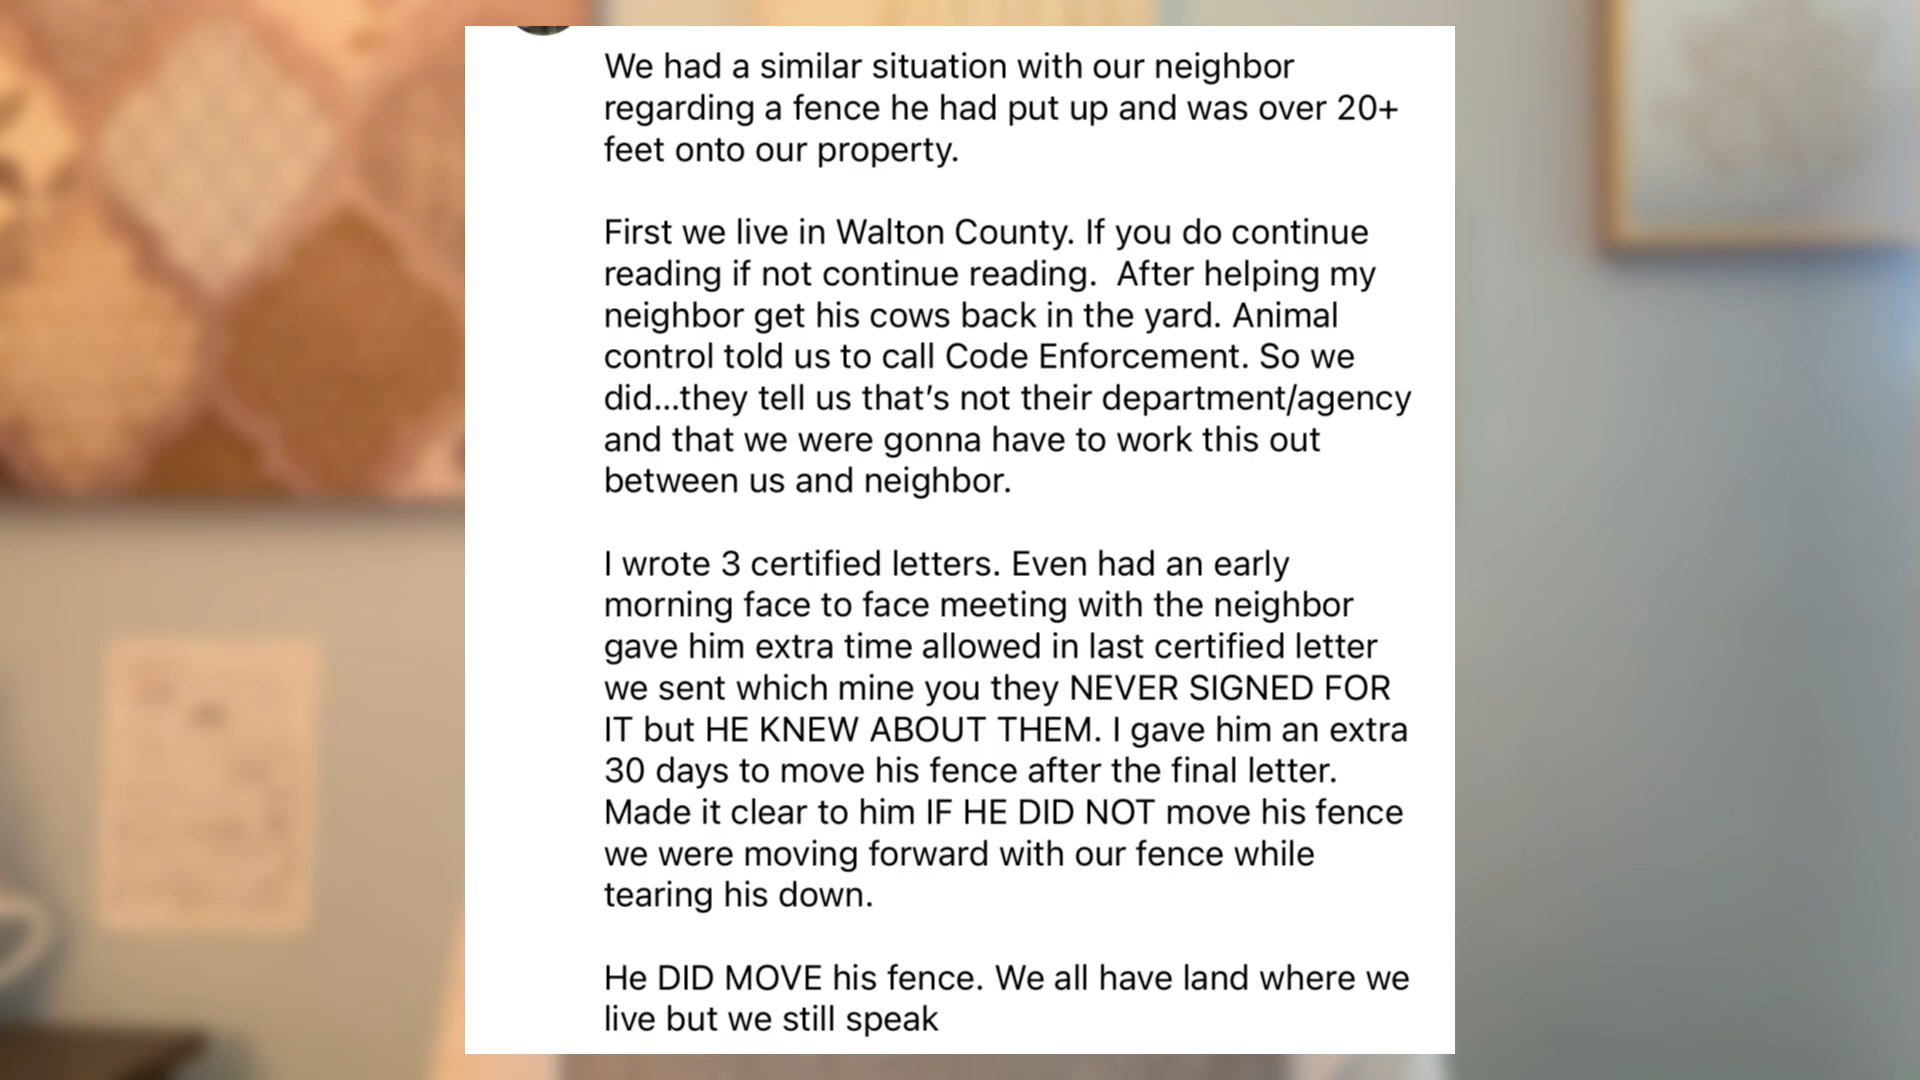 We had a similar situation with our neighbor
regarding a fence he had put up and was over 20+
feet onto our property.
First we live in Walton County. If you do continue
reading if not continue reading.  After helping my
neighbor get his cows back in the yard. Animal
control told us to call Code Enforcement. So we
did...they tell us that’s not their department/agency
and that we were gonna have to work this out
between us and neighbor.
I wrote 3 certified letters. Even had an early
morning face to face meeting with the neighbor
gave him extra time allowed in last certified letter
we sent which mine you they NEVER SIGNED FOR
IT but HE KNEW ABOUT THEM. I gave him an extra
30 days to move his fence after the final letter.
Made it clear to him IF HE DID NOT move his fence
we were moving forward with our fence while
tearing his down.
He DID MOVE his fence. We all have land where we
live but we still speak